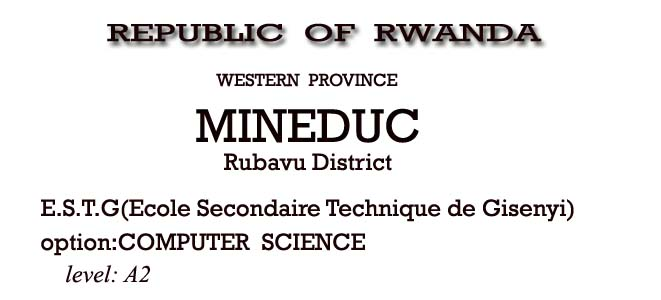 REPUBLIC OF RWANDA
WESTERN PROVINCE
MINEDUC
Rubavu District
E.S.T.G(Ecole Secondaire Technique de Gisenyi)
option:COMPUTER SCIENCE
level: A2